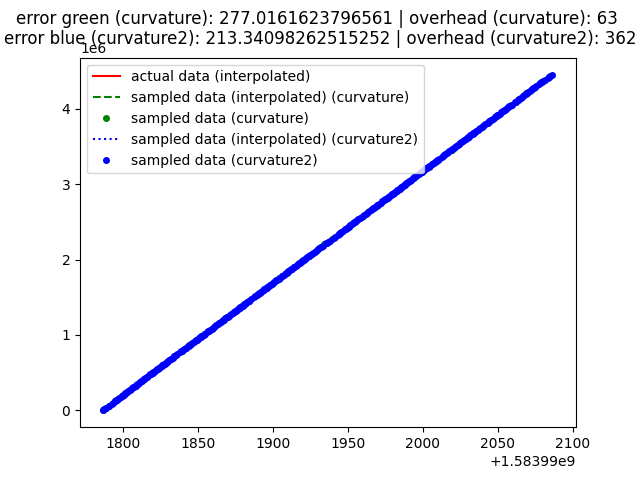 error green (curvature): 277.0161623796561 | overhead (curvature): 63
error blue (curvature2): 213.34098262515252 | overhead (curvature2): 362
1e6
actual data (interpolated)
sampled data (interpolated) (curvature)
sampled data (curvature)
sampled data (interpolated) (curvature2)
sampled data (curvature2)
4
3
2
1
0
1800 1850 1900 1950 2000 2050 2100
+1.58399e9